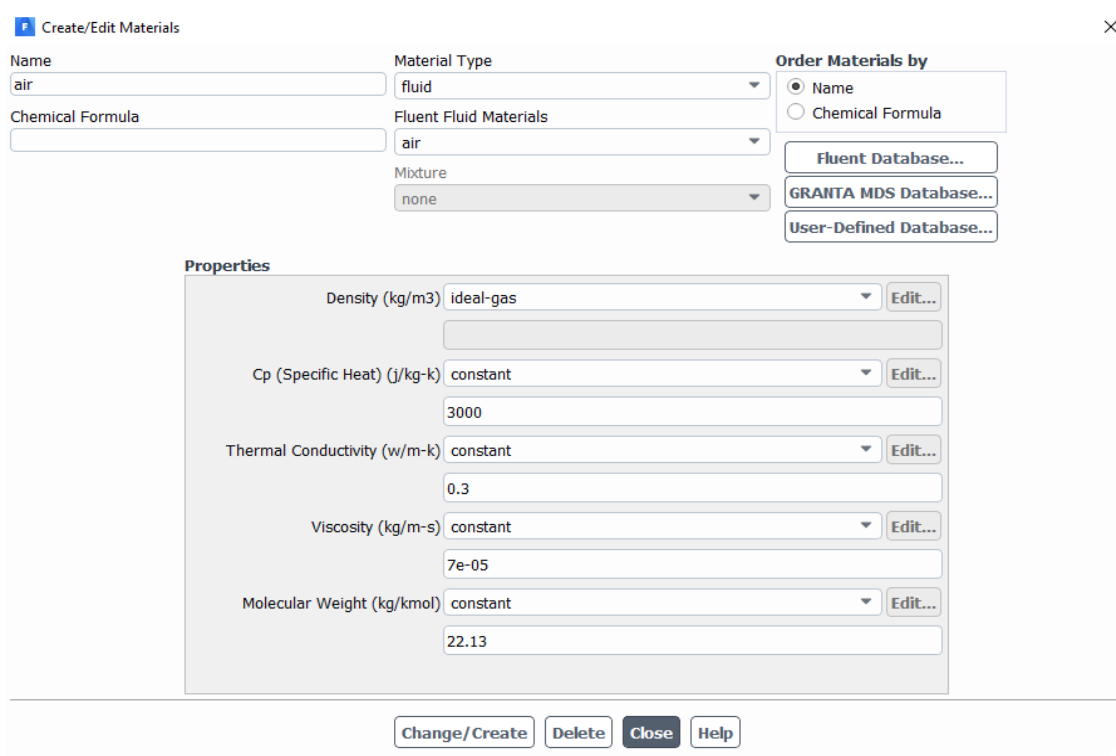 Create/Edit Materials
Name
air
Chemical Formula
Material Type
fluid
Fluent Fluid Materials
air
Mixture
none
Order Materials by
Name
Chemical Formula
Fluent Database...
GRANTA MDS Database...
User-Defined Database...
Properties
Density (kg/m3) ideal-gas Edit...
Cp (Specific Heat) (j/kg-k) constant Edit...
3000
Thermal Conductivity (w/m-k) constant Edit...
0.3
Viscosity (kg/m-s) constant Edit...
7e-05
Molecular Weight (kg/kmol) constant Edit...
22.13
Change/Create Delete Close Help